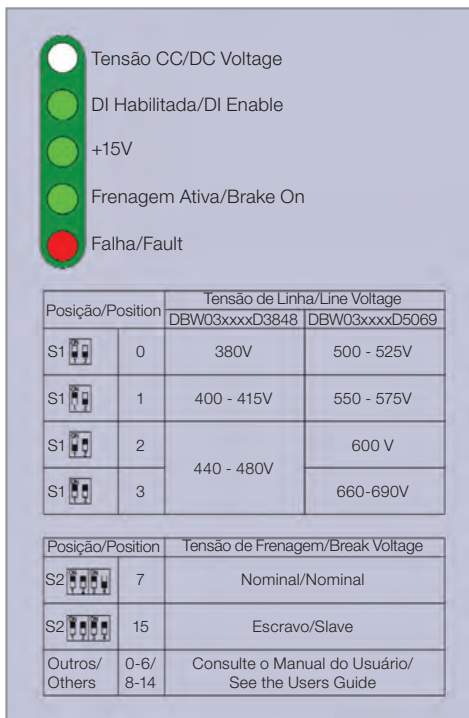 Tensão CC/DC Voltage
DI Habilitada/DI Enable
+15V
Frenagem Ativa/Brake On
Falha/Fault
Posição/Position Tensão de Linha/Line Voltage
DBW03xxxxD3848 DBW03xxxxD5069
S1 0 380V 500 - 525V
S1 1 400 - 415V 550 - 575V
S1 2 440 - 480V 600 V
S1 3 660-690V
Posição/Position Tensão de Frenagem/Break Voltage
S2 7 Nominal/Nominal
S2 15 Escravo/Slave
Outros/ 0-6/ Consulte o Manual do Usuário/
Others 8-14 See the Users Guide